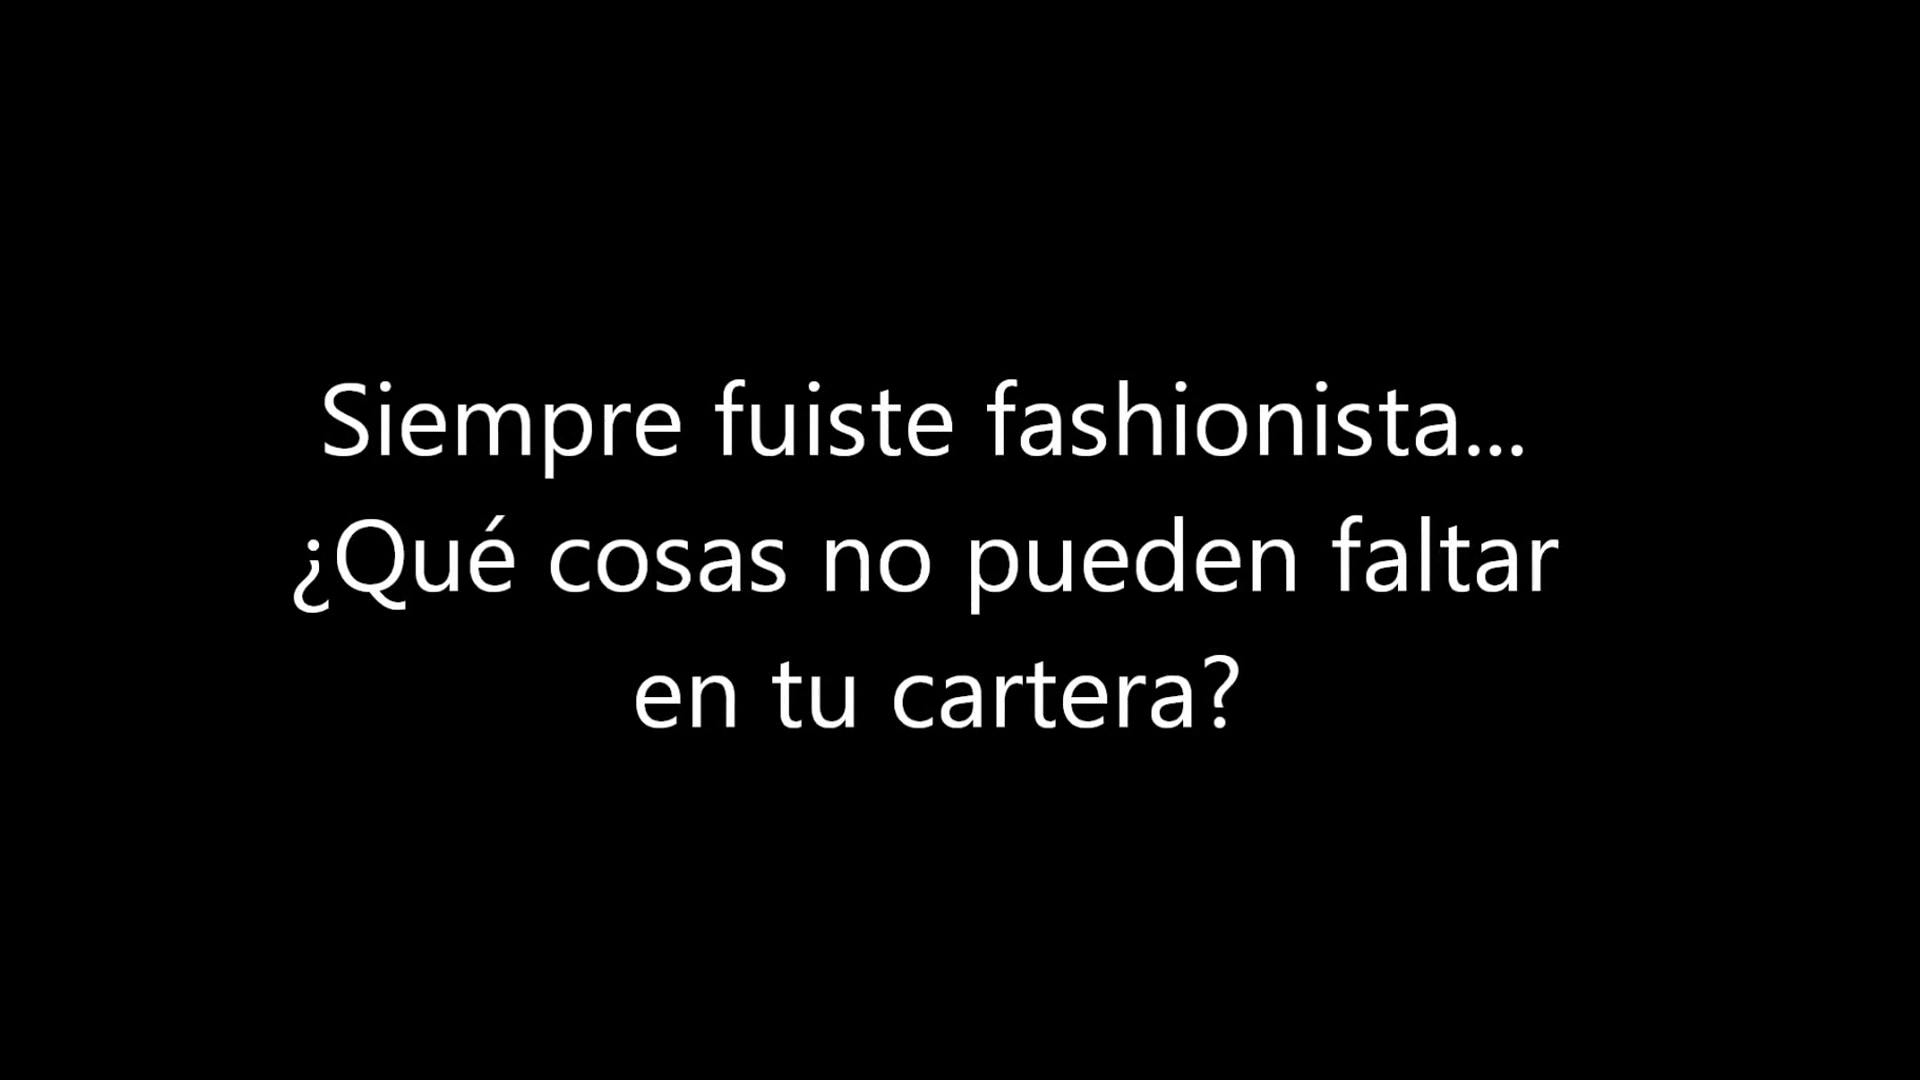 Siempre fuiste fashionista...
¿Qué cosas no pueden faltar
en tu cartera?